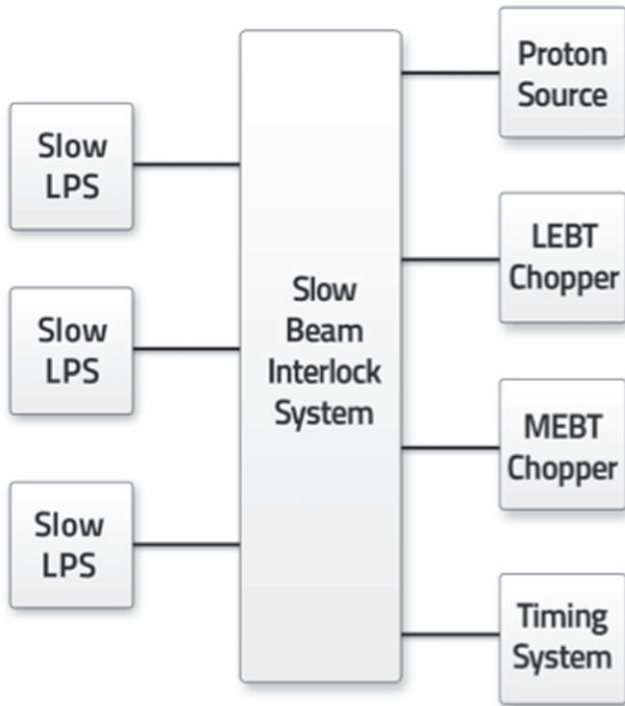 Slow
LPS
Slow
LPS
Slow
LPS
Slow
Beam
Interlock
System
Proton
Source
LEBT
Chopper
MEBT
Chopper
Timing
System